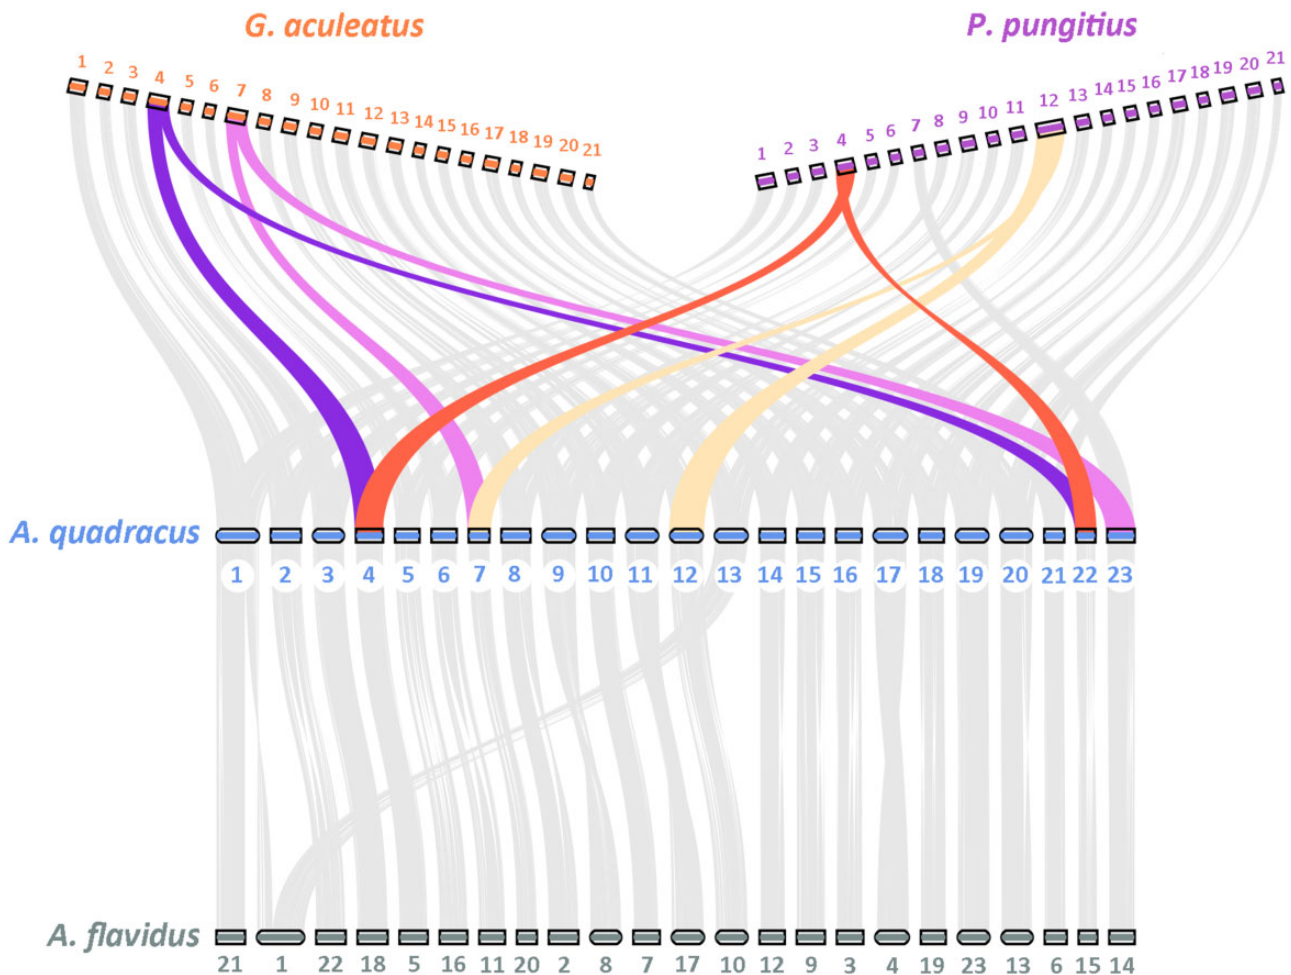 G. aculeatus
P. pungitius
1 2 3 4 5 6 7 8 9 10 11 12 13 14 15 16 17 18 19 20 21
1 2 3 4 5 6 7 8 9 10 11 12 13 14 15 16 17 18 19 20 21
A. quadracus
1 2 3 4 5 6 7 8 9 10 11 12 13 14 15 16 17 18 19 20 21 22 23
A. flavidus
21 1 22 18 5 16 11 20 2 8 7 17 10 12 9 3 4 19 23 13 6 15 14